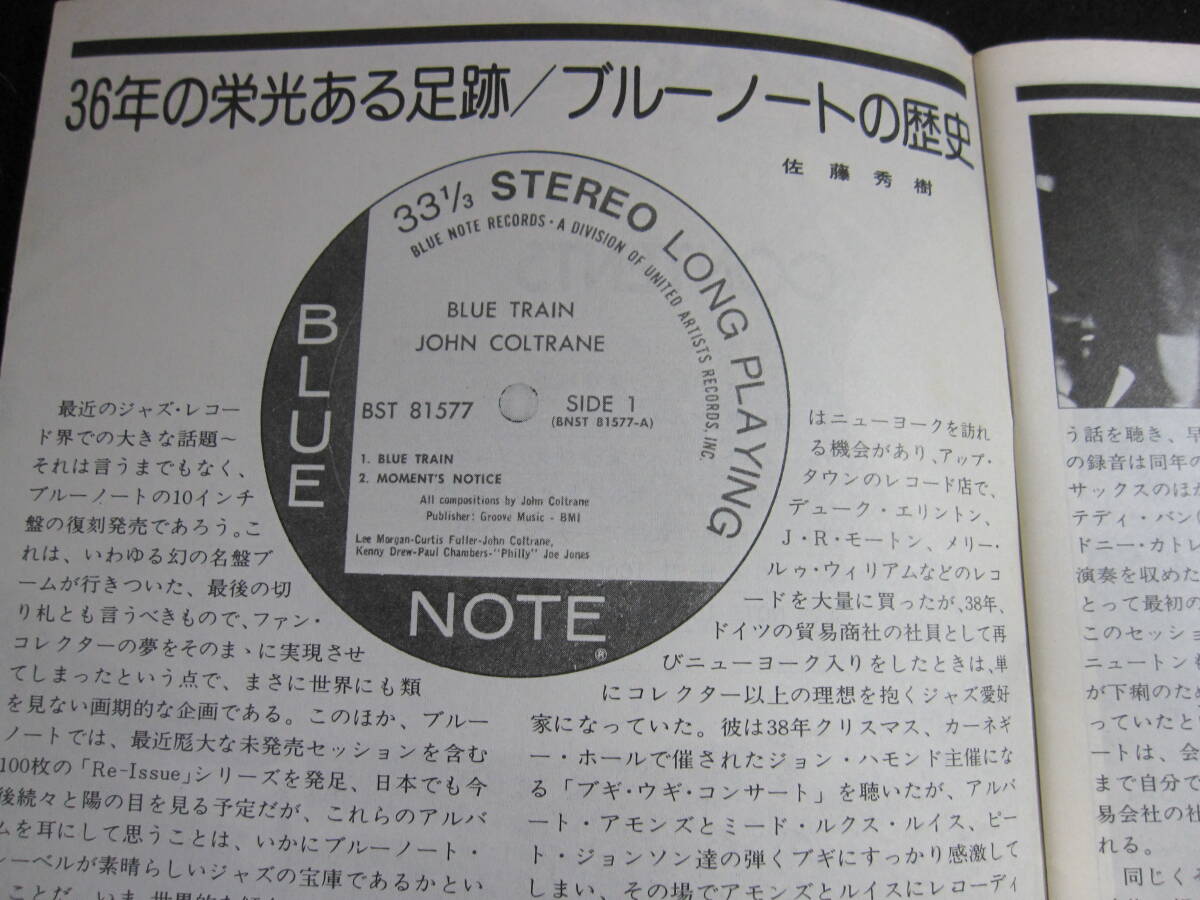 36年の栄光ある足跡/ブルーノートの歴史
佐藤秀樹
33 1/3 STEREO LONG PLAYING
BLUE NOTE RECORDS・A DIVISION OF UNITED ARTISTS RECORDS, INC.
BLUE TRAIN
JOHN COLTRANE
BST 81577
SIDE 1
(BNST 81577-A)
1. BLUE TRAIN
2. MOMENT'S NOTICE
All compositions by John Coltrane
Publisher: Groove Music - BMI
Lee Morgan-Curtis Fuller-John Coltrane,
Kenny Drew-Paul Chambers-"Philly" Joe Jones
BLUE
NOTE®
最近のジャズ・レコー
ド界での大きな話題〜
それは言うまでもなく、
ブルーノートの10インチ
盤の復刻発売であろう。こ
れは、いわゆる幻の名盤ブ
ームが行きついた、最後の切
り札とも言うべきもので、ファン・
コレクターの夢をそのまゝに実現させ
てしまったという点で、まさに世界にも類
を見ない画期的な企画である。このほか、ブルー
ノートでは、最近厖大な未発売セッションを含む
100枚の「Re-Issue」シリーズを発足、日本でも今
後続々と陽の目を見る予定だが、これらのアルバ
ムを耳にして思うことは、いかにブルーノート・
レーベルが素晴らしいジャズの宝庫であるかとい
ことだ。いま
はニューヨークを訪れ
る機会があり、アップ・
タウンのレコード店で、
デューク・エリントン、
J・R・モートン、メリー・
ルゥ・ウィリアムなどのレコ
ードを大量に買ったが、38年、
ドイツの貿易商社の社員として再
びニューヨーク入りをしたときは、単
にコレクター以上の理想を抱くジャズ愛好
家になっていた。彼は38年クリスマス、カーネギ
ー・ホールで催されたジョン・ハモンド主催にな
る「ブギ・ウギ・コンサート」を聴いたが、アルバ
ート・アモンズとミード・ルクス・ルイス、ピー
ト・ジョンソン達の弾くブギにすっかり感激して
しまい、その場でアモンズとルイスにレコーディ
う話を聴き、早
の録音は同年の
サックスのほか
テディ・バン
ドニー・カトレ
演奏を収めた
とって最初の
このセッショ
ニュートン
が下痢のため
っていたと
ートは、会
まで自分で
易会社の社
れる。
同じく